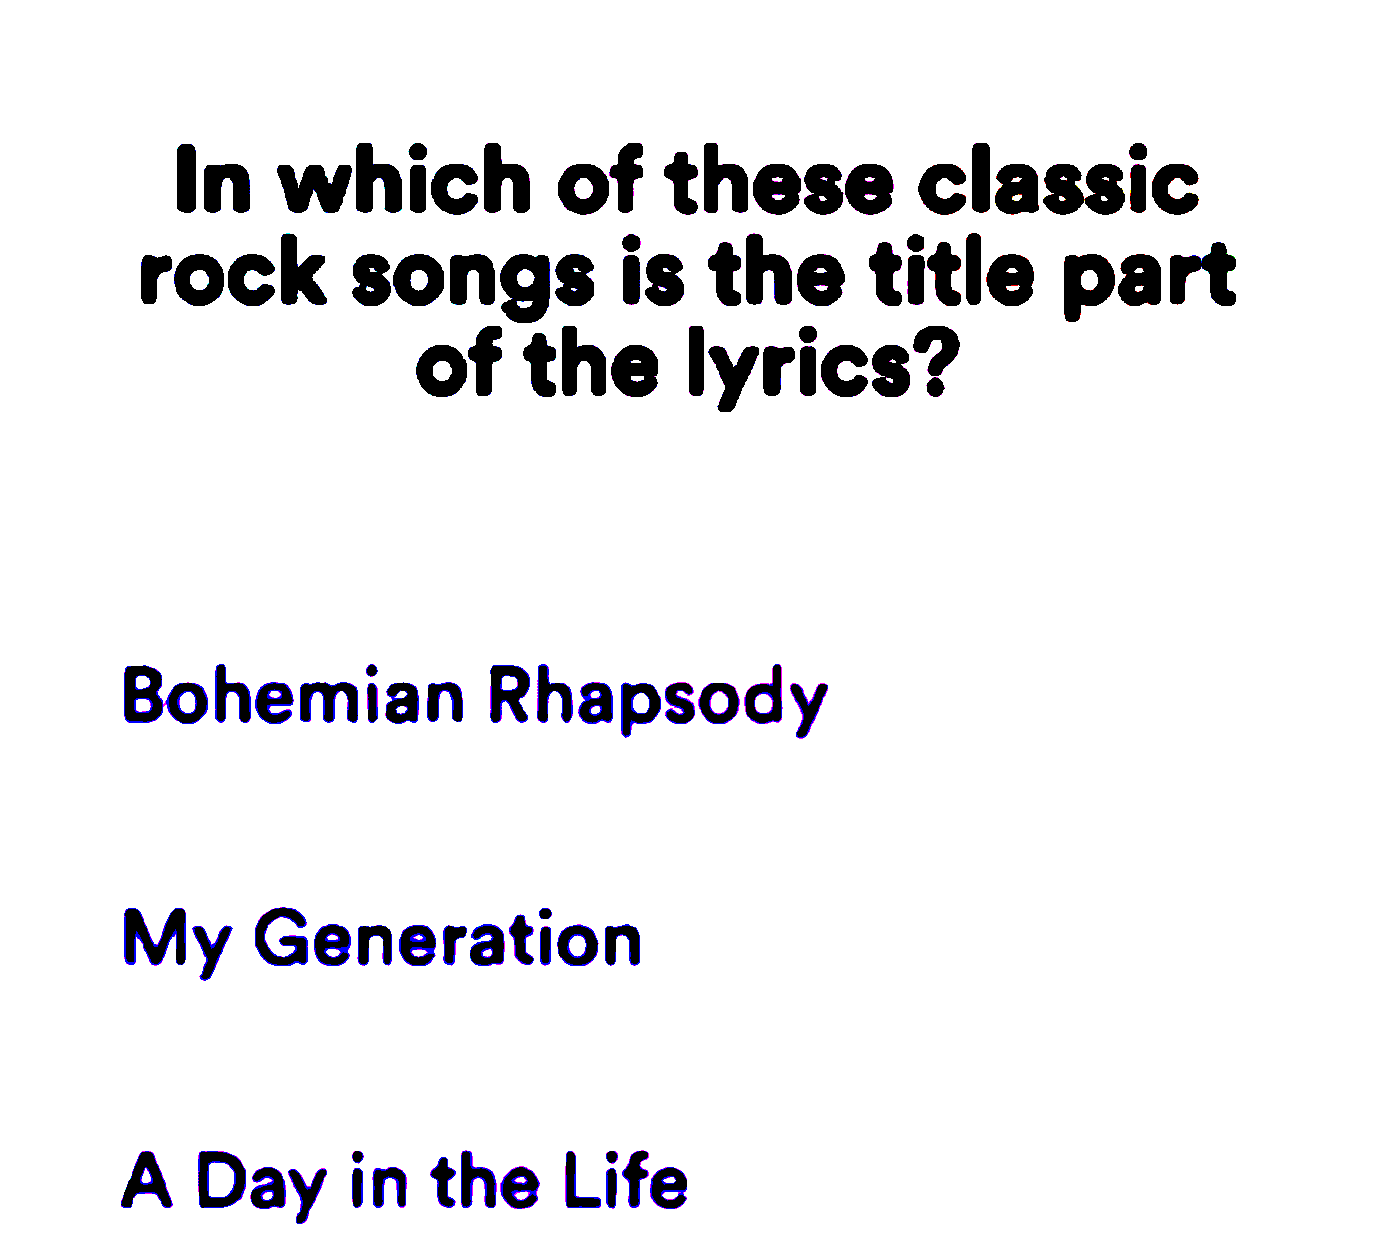 In which of these classic
rock songs is the title part
of the lyrics?
Bohemian Rhapsody
My Generation
A Day in the Life